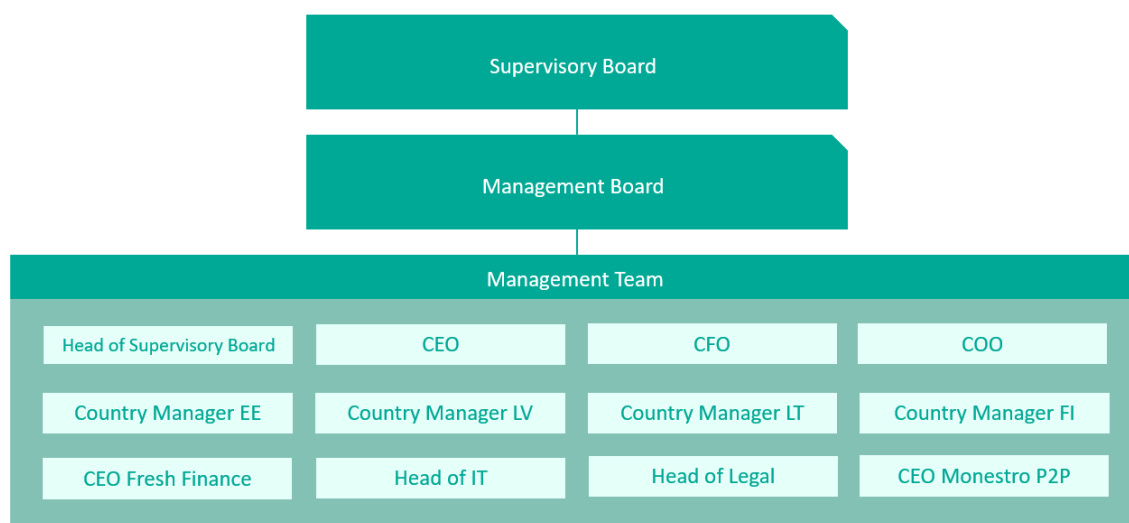 Supervisory Board
Management Board
Management Team
Head of Supervisory Board
CEO
CFO
COO
Country Manager EE
Country Manager LV
Country Manager LT
Country Manager FI
CEO Fresh Finance
Head of IT
Head of Legal
CEO Monestro P2P